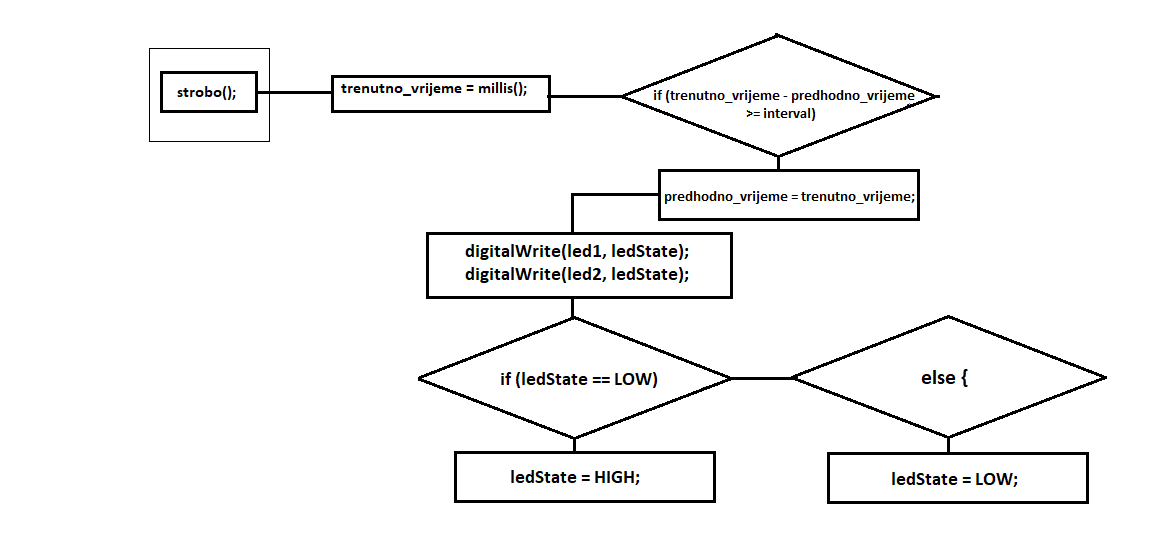 strobo();
trenutno_vrijeme = millis();
if (trenutno_vrijeme - predhodno_vrijeme
>= interval)
predhodno_vrijeme = trenutno_vrijeme;
digitalWrite(led1, ledState);
digitalWrite(led2, ledState);
if (ledState == LOW)
else {
ledState = HIGH;
ledState = LOW;